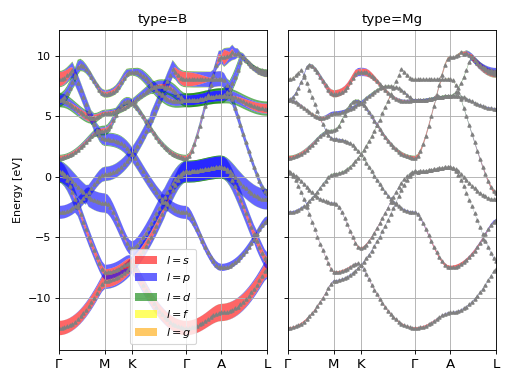 type=B
type=Mg
Energy [eV]
10
5
0
−5
−10
l = s
l = p
l = d
l = f
l = g
Γ M K Γ A L
Γ M K Γ A L